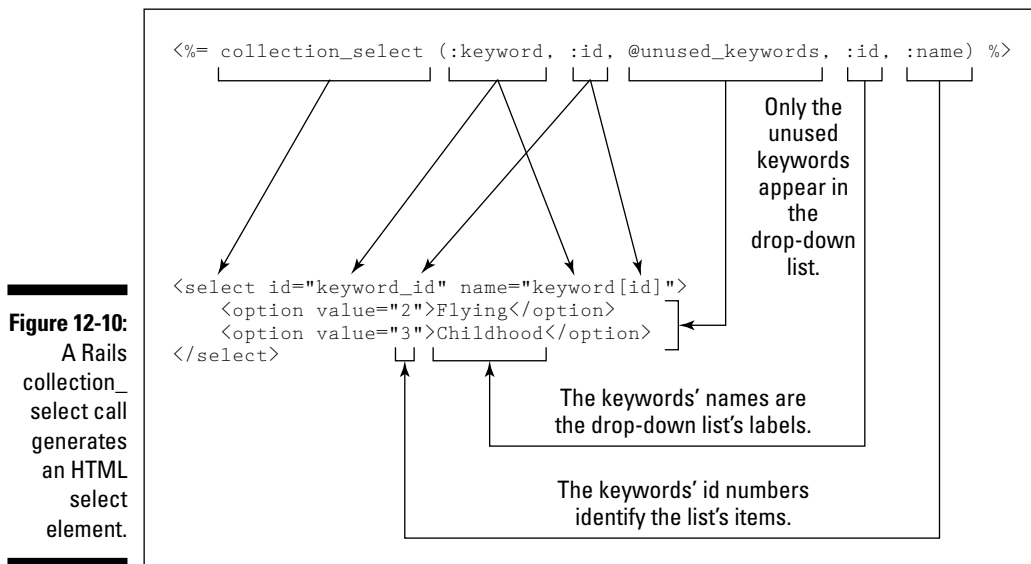 <%= collection_select (:keyword, :id, @unused_keywords, :id, :name) %>
Only the
unused
keywords
appear in
the
drop-down
list.
<select id="keyword_id" name="keyword[id]">
<option value="2">Flying</option>
<option value="3">Childhood</option>
</select>
The keywords' names are
the drop-down list's labels.
The keywords' id numbers
identify the list's items.
Figure 12-10:
A Rails
collection_
select call
generates
an HTML
select
element.